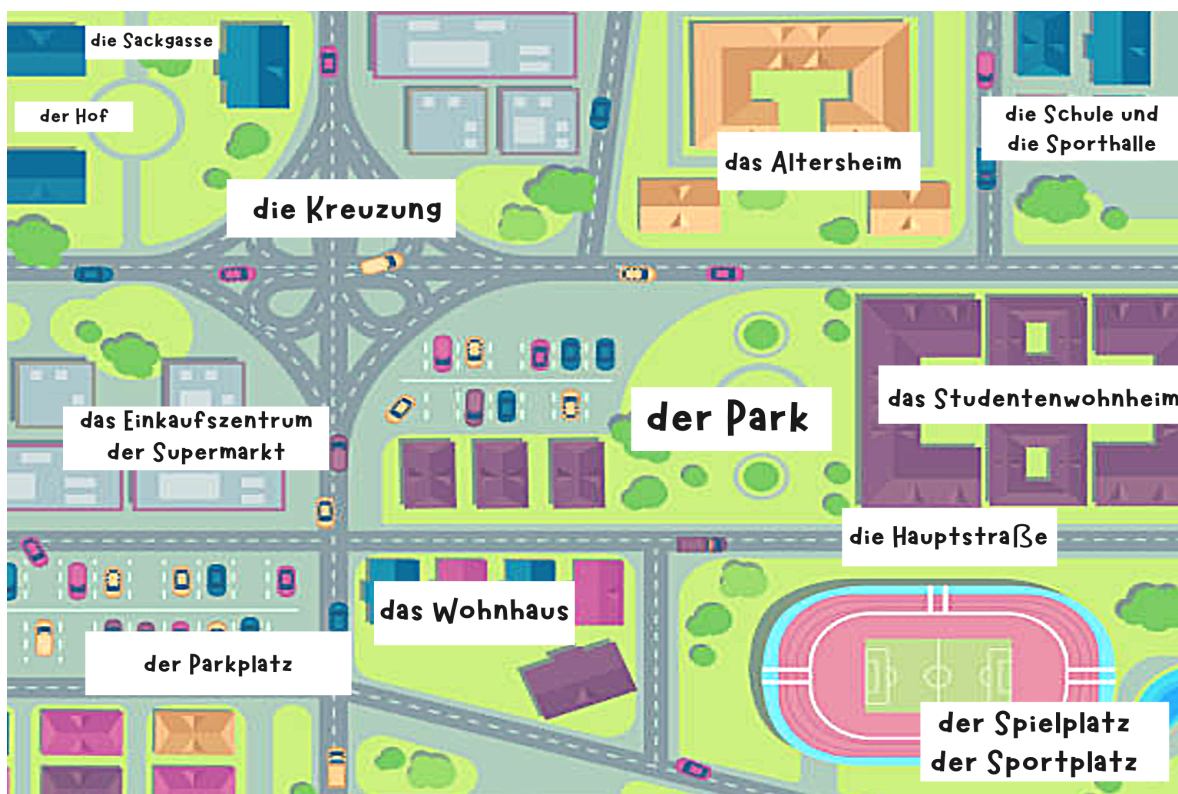 die Sackgasse
der Hof
die Schule und
die Sporthalle
das Altersheim
die Kreuzung
das Studentenwohnheim
der Park
das Einkaufszentrum
der Supermarkt
die Hauptstraße
das Wohnhaus
der Parkplatz
der Spielplatz
der Sportplatz